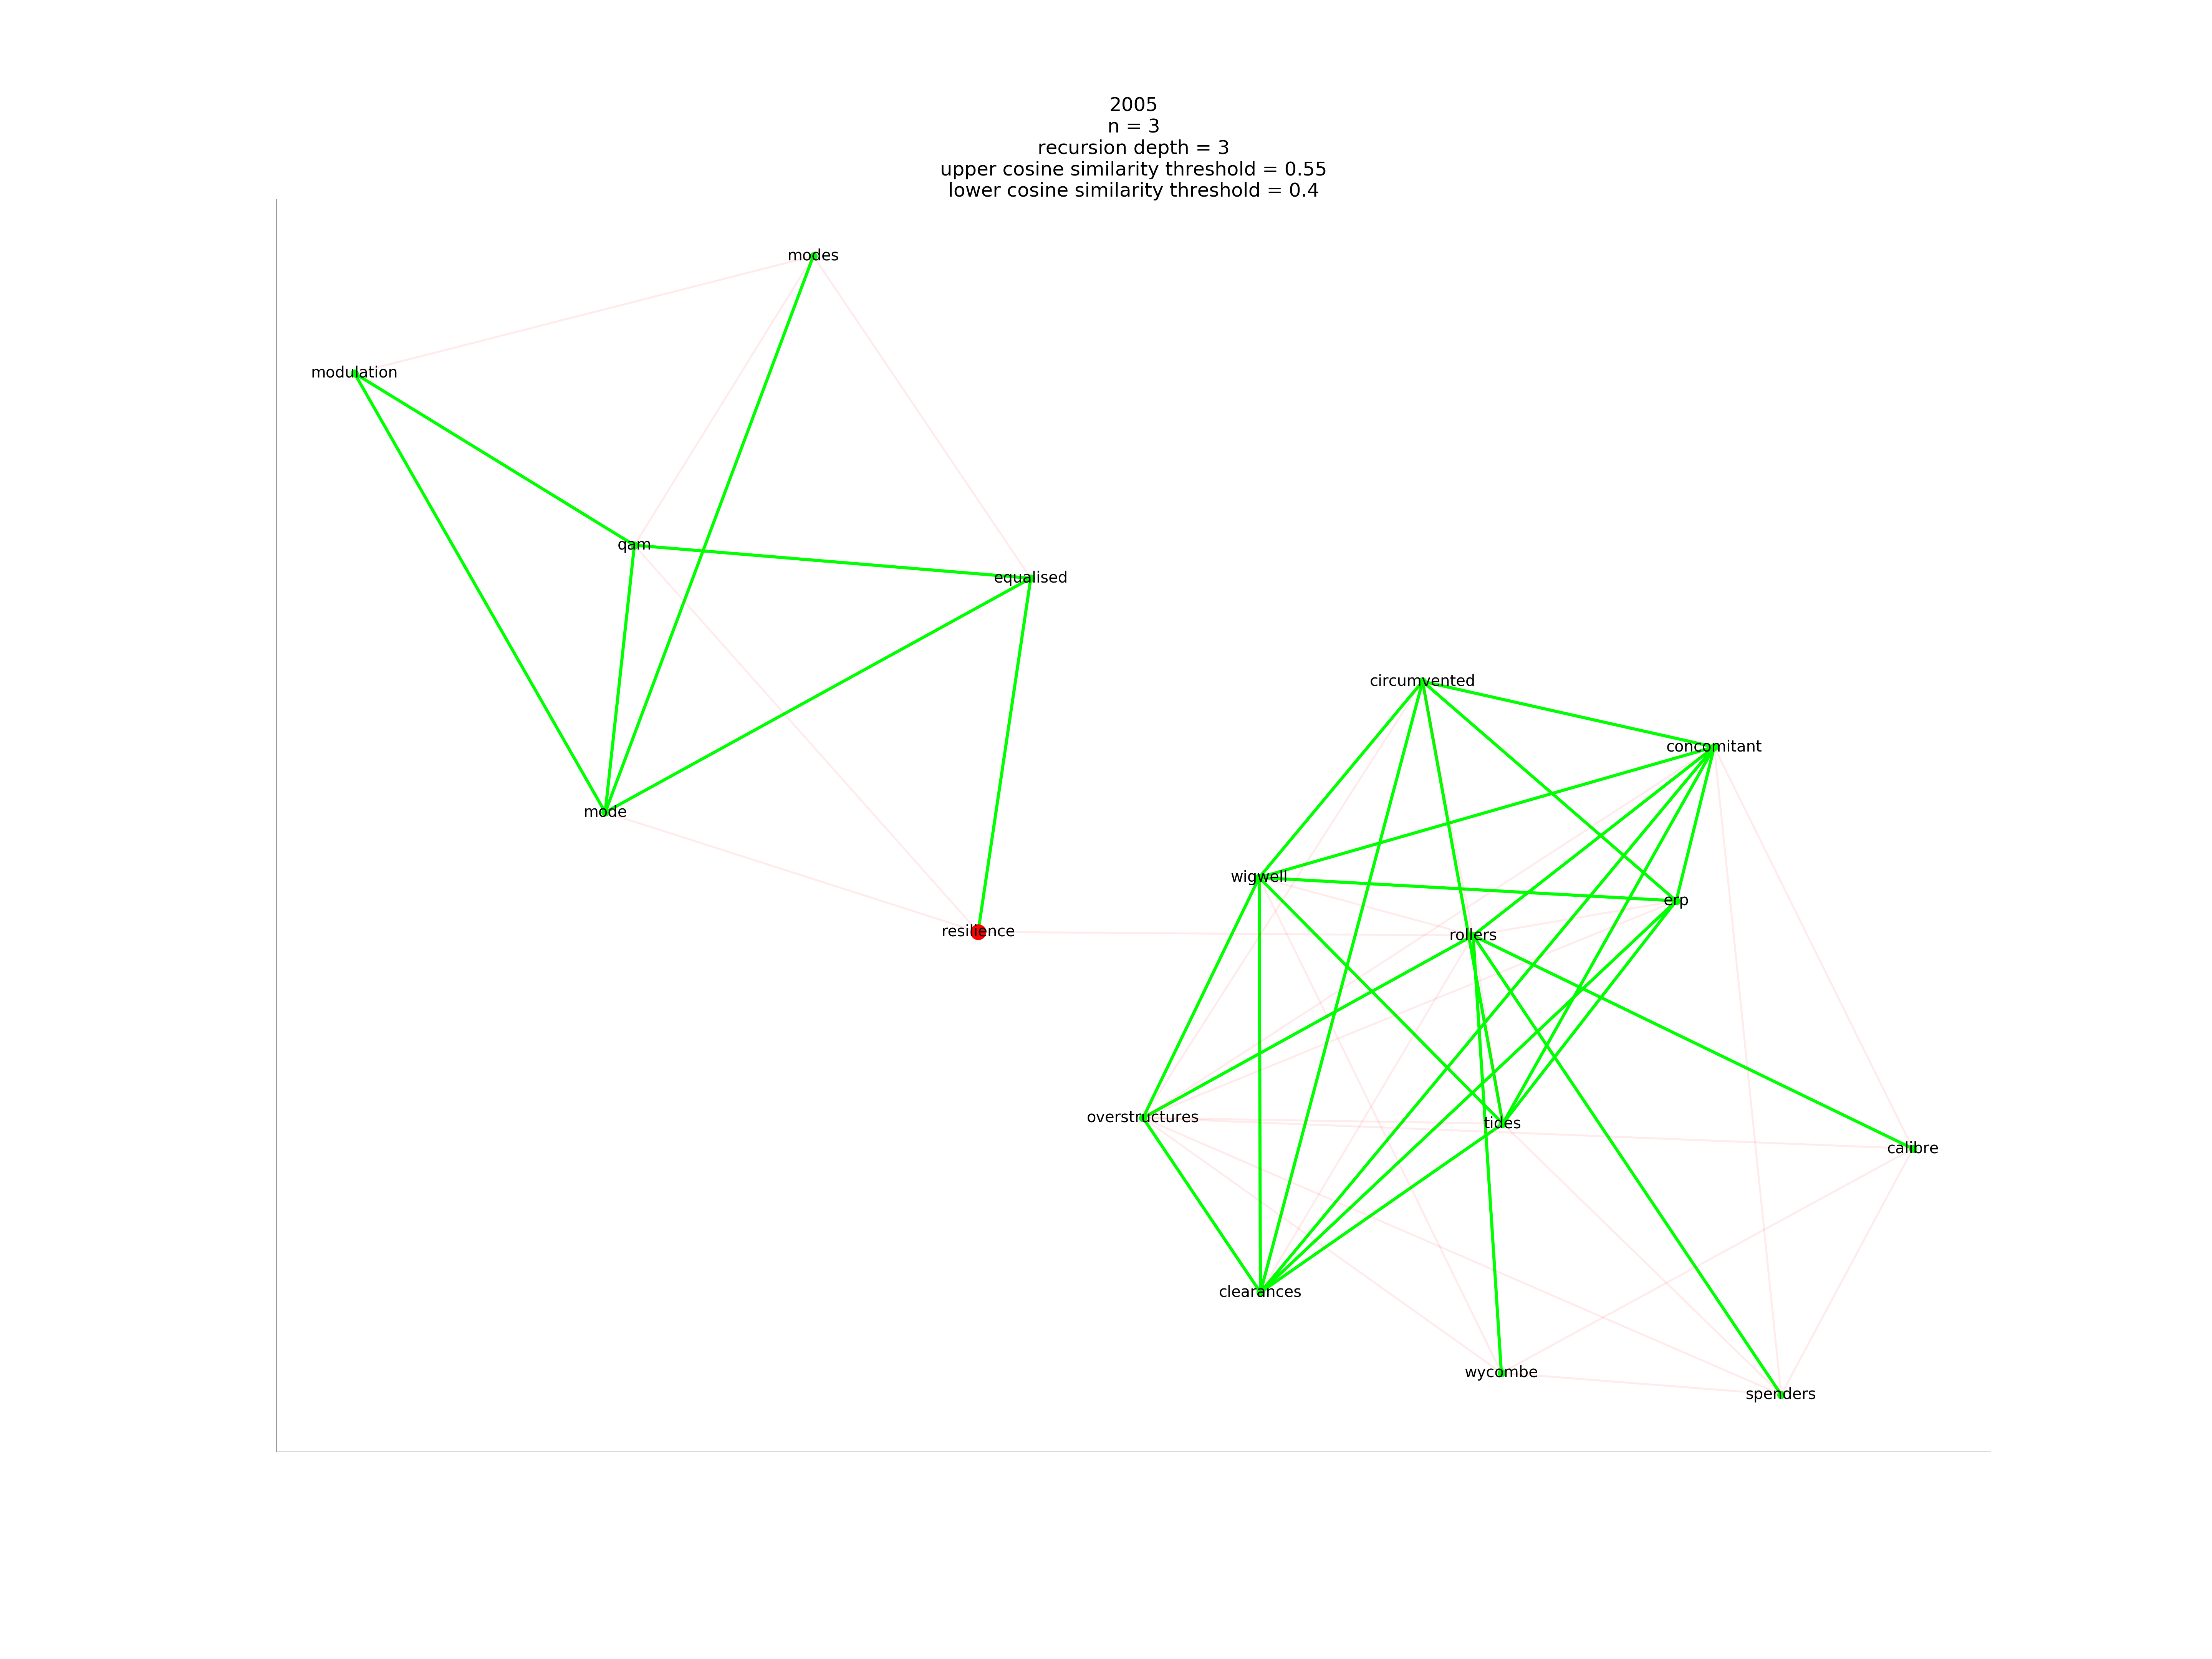 2005
n = 3
recursion depth = 3
upper cosine similarity threshold = 0.55
lower cosine similarity threshold = 0.4
modes
modulation
qam
equalised
circumvented
concomitant
mode
wigwell
erp
resilience
rollers
overstructures
tides
calibre
clearances
wycombe
spenders